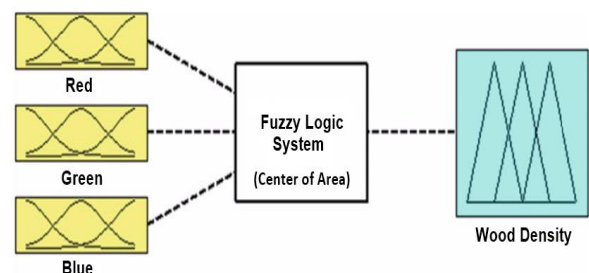 Red
Green
Blue
Fuzzy Logic
System
(Center of Area)
Wood Density